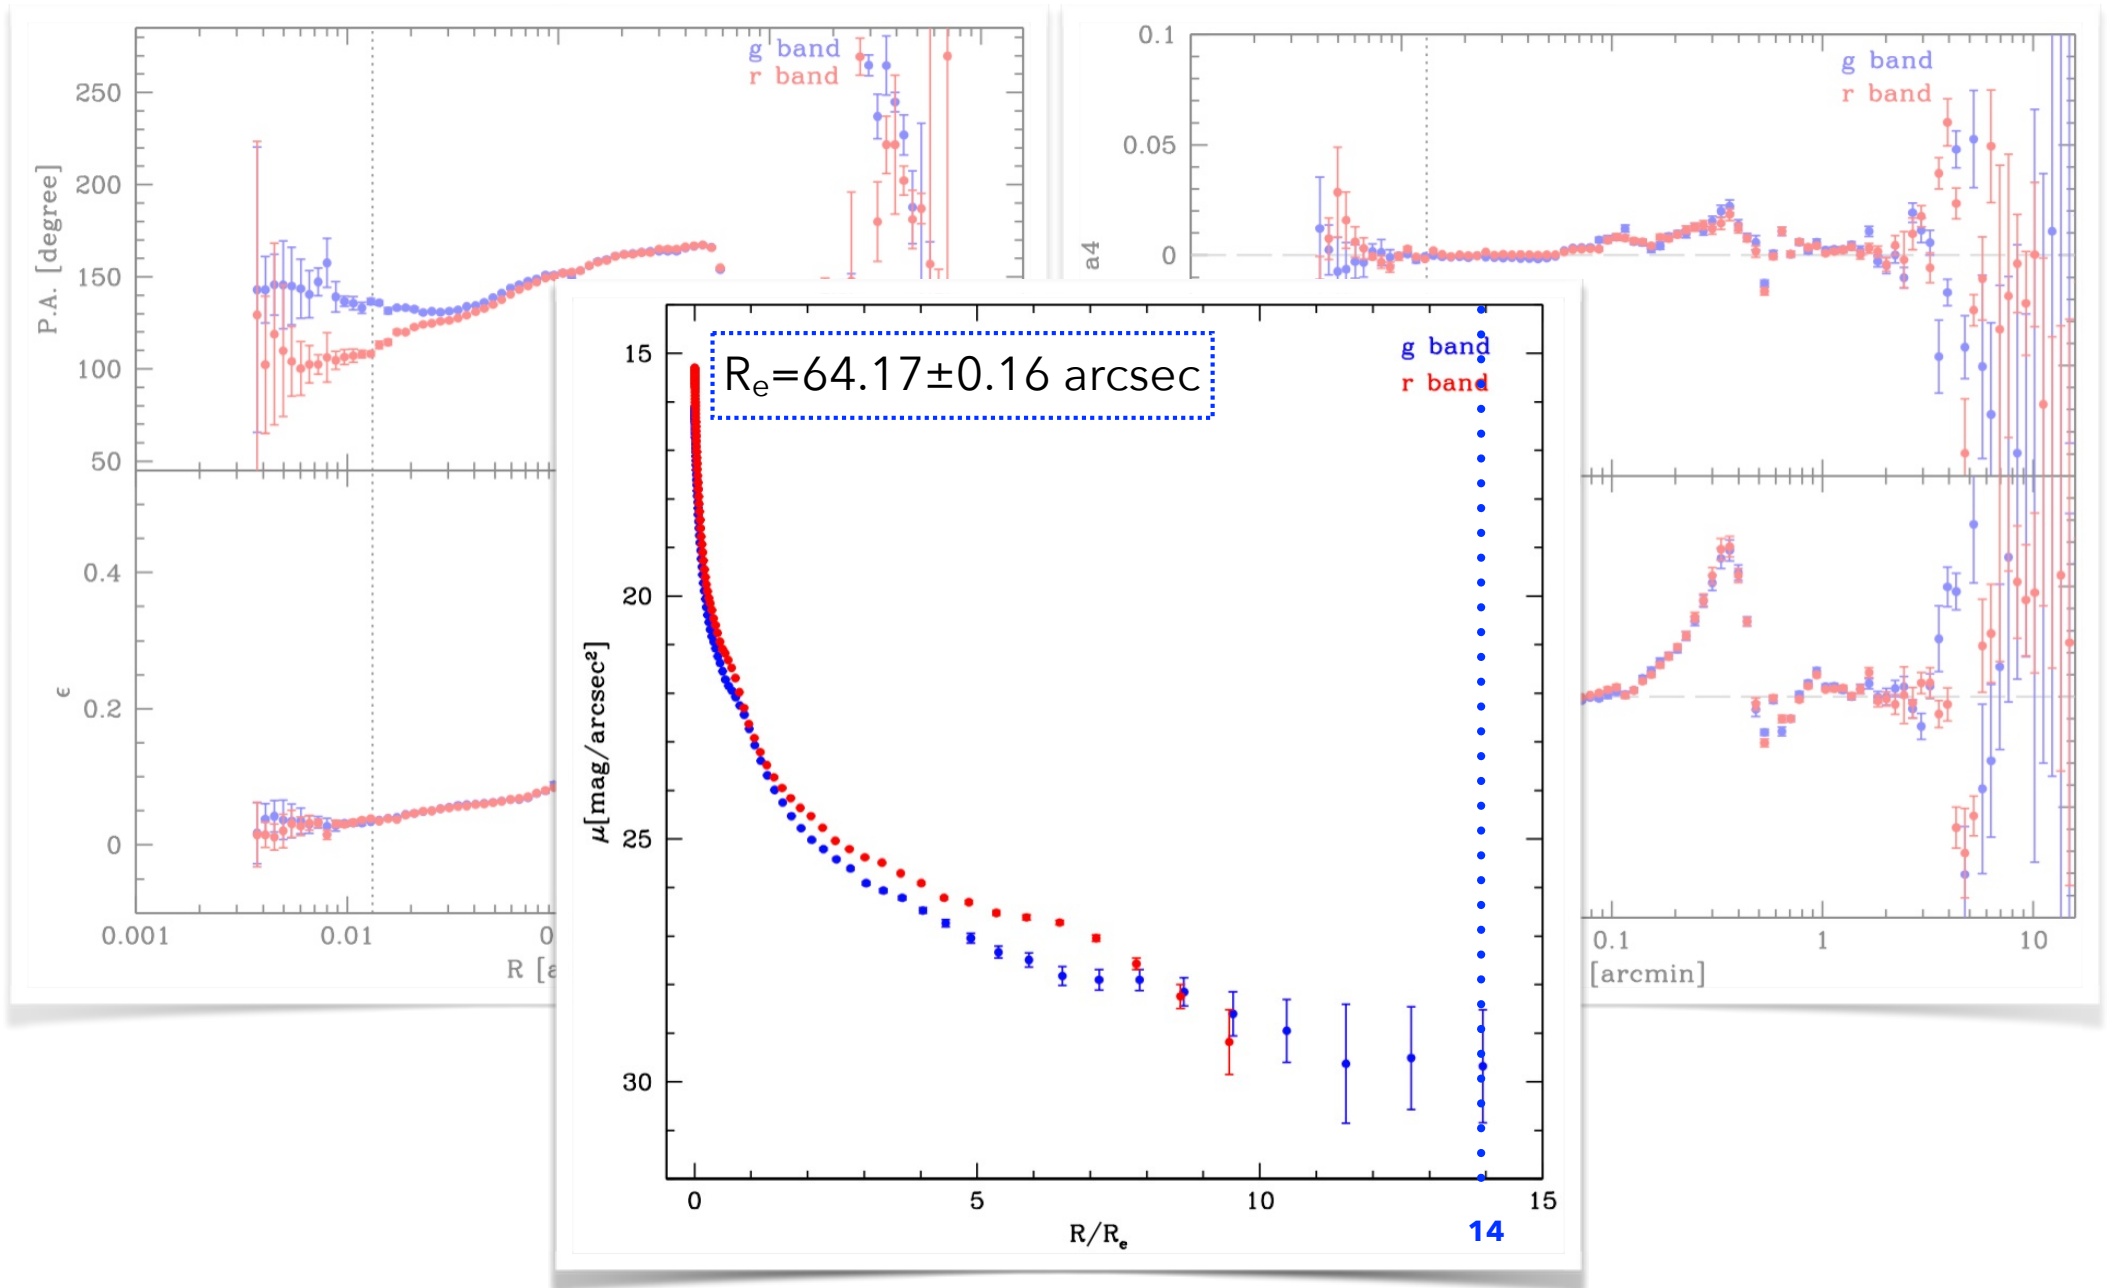 g band
r band
250
200
150
100
50
P.A. [degree]
0.4
0.2
0
ϵ
0.001
0.01
0
R [a
g band
r band
0.1
0.05
0
a4
0.1
1
10
[arcmin]
Re=64.17±0.16 arcsec
g band
r band
15
20
25
30
μ[mag/arcsec²]
0
5
10
15
14
R/Re